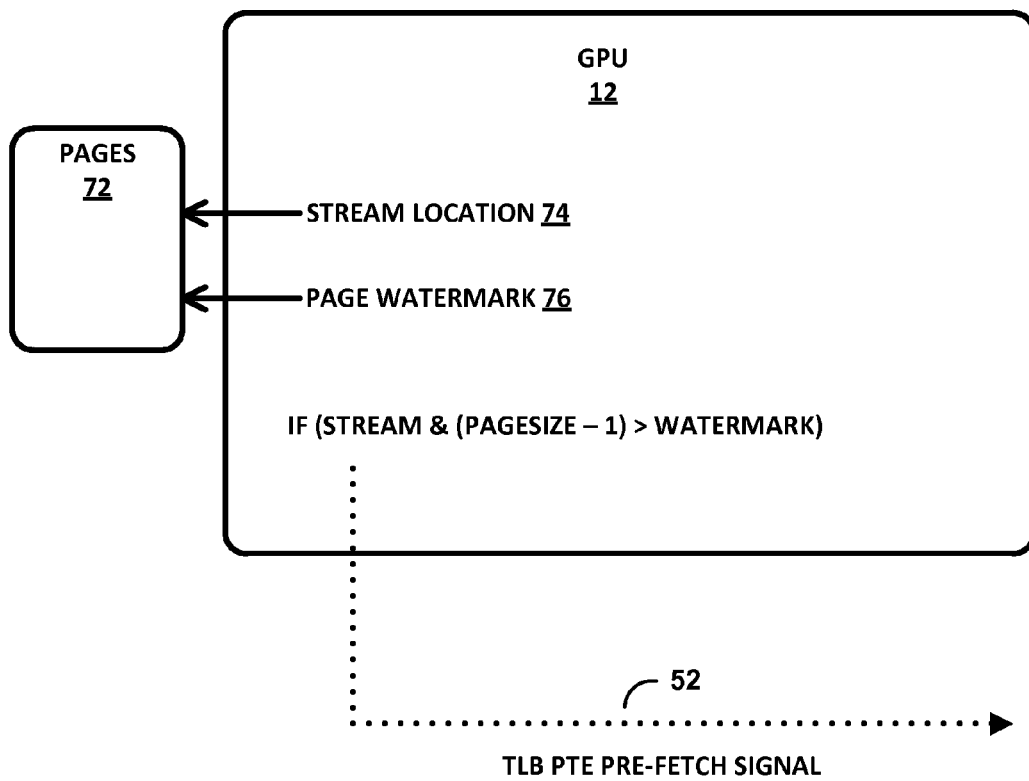 GPU
12
PAGES
72
STREAM LOCATION 74
PAGE WATERMARK 76
IF (STREAM & (PAGESIZE – 1) > WATERMARK)
52
TLB PTE PRE-FETCH SIGNAL